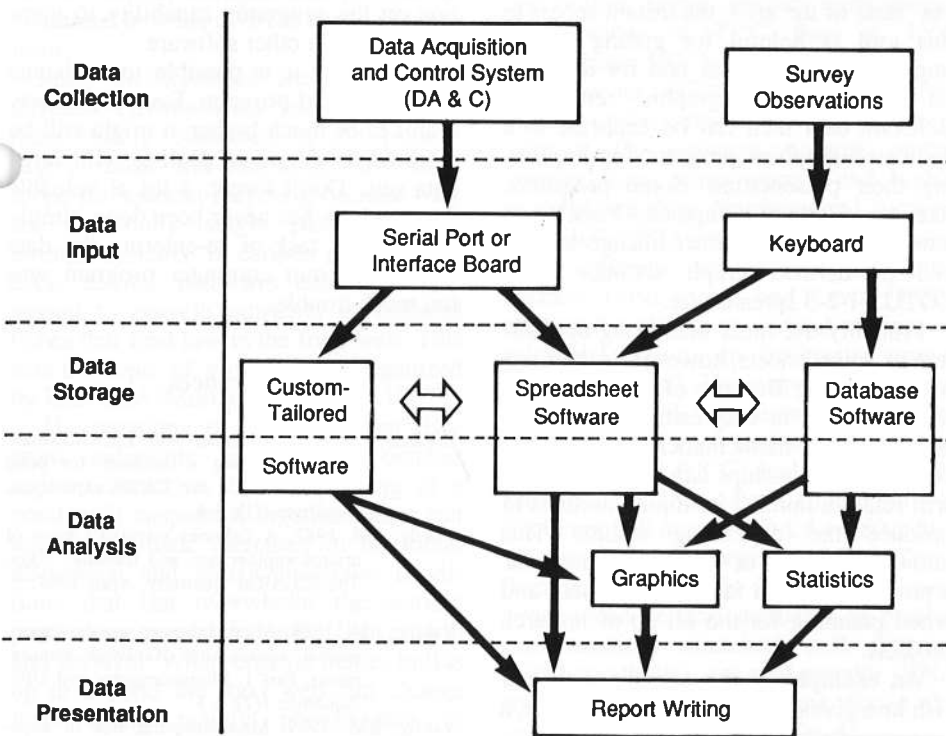 Data
Collection
Data Acquisition
and Control System
(DA & C)
Survey
Observations
Data
Input
Serial Port or
Interface Board
Keyboard
Data
Storage
Custom-
Tailored
Software
Spreadsheet
Software
Database
Software
Data
Analysis
Graphics
Statistics
Data
Presentation
Report Writing